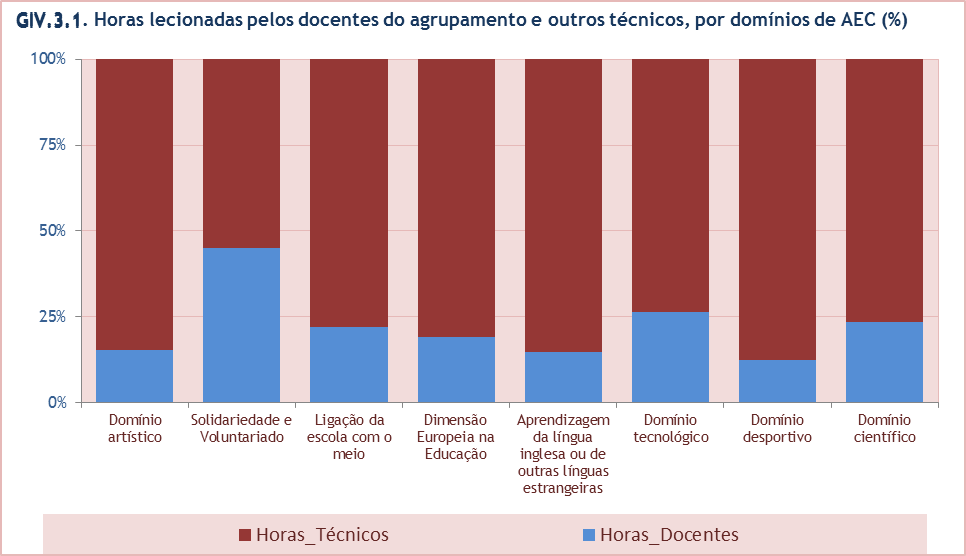 GIV.3.1. Horas lecionadas pelos docentes do agrupamento e outros técnicos, por domínios de AEC (%)
100%
75%
50%
25%
0%
Domínio
artístico
Solidariedade e
Voluntariado
Ligação da
escola com o
meio
Dimensão
Europeia na
Educação
Aprendizagem
da língua
inglesa ou de
outras línguas
estrangeiras
Domínio
tecnológico
Domínio
desportivo
Domínio
científico
Horas_Técnicos
Horas_Docentes